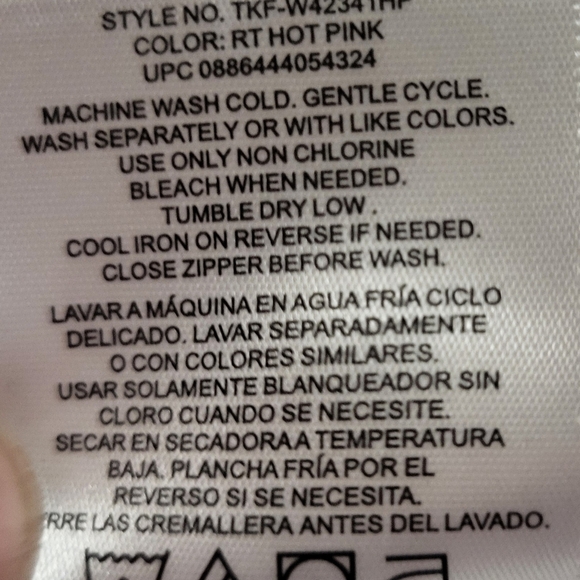 STYLE NO. TKF-W42341HP
COLOR: RT HOT PINK
UPC 0886444054324
MACHINE WASH COLD. GENTLE CYCLE.
WASH SEPARATELY OR WITH LIKE COLORS.
USE ONLY NON CHLORINE
BLEACH WHEN NEEDED.
TUMBLE DRY LOW .
COOL IRON ON REVERSE IF NEEDED.
CLOSE ZIPPER BEFORE WASH.
LAVAR A MÁQUINA EN AGUA FRÍA CICLO
DELICADO. LAVAR SEPARADAMENTE
O CON COLORES SIMILARES.
USAR SOLAMENTE BLANQUEADOR SIN
CLORO CUANDO SE NECESITE.
SECAR EN SECADORA A TEMPERATURA
BAJA. PLANCHA FRÍA POR EL
REVERSO SI SE NECESITA.
LAS CREMALLERA ANTES DEL LAVADO.